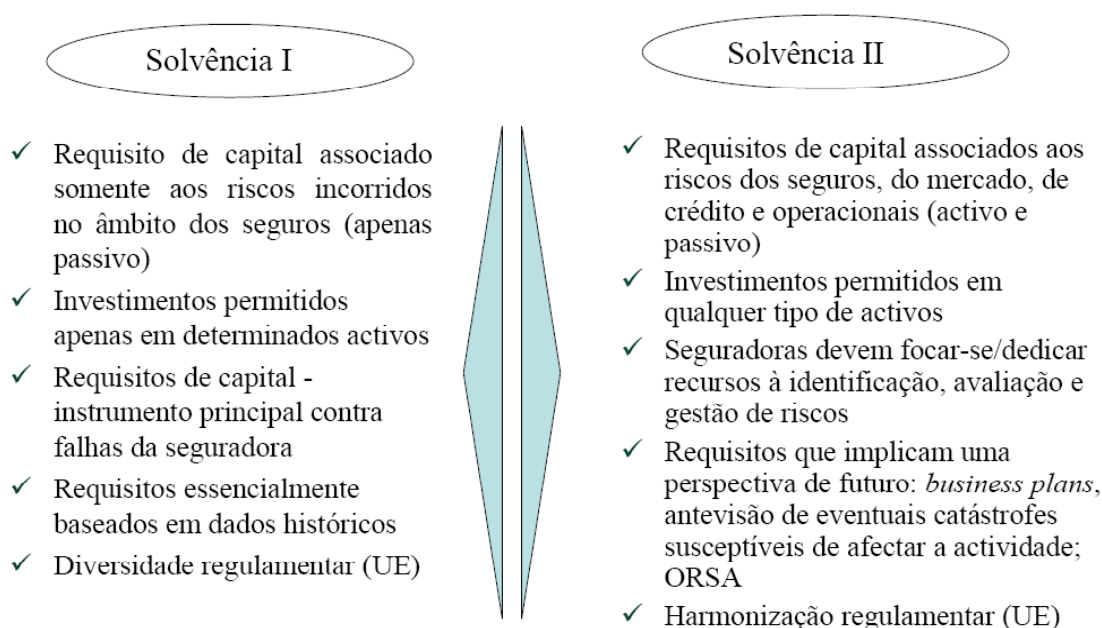 Solvência I
Requisito de capital associado
somente aos riscos incorridos
no âmbito dos seguros (apenas
passivo)
Investimentos permitidos
apenas em determinados activos
Requisitos de capital -
instrumento principal contra
falhas da seguradora
Requisitos essencialmente
baseados em dados históricos
Diversidade regulamentar (UE)
Solvência II
Requisitos de capital associados aos
riscos dos seguros, do mercado, de
crédito e operacionais (activo e
passivo)
Investimentos permitidos em
qualquer tipo de activos
Seguradoras devem focar-se/dedicar
recursos à identificação, avaliação e
gestão de riscos
Requisitos que implicam uma
perspectiva de futuro: business plans,
antevisão de eventuais catástrofes
susceptíveis de afectar a actividade;
ORSA
Harmonização regulamentar (UE)